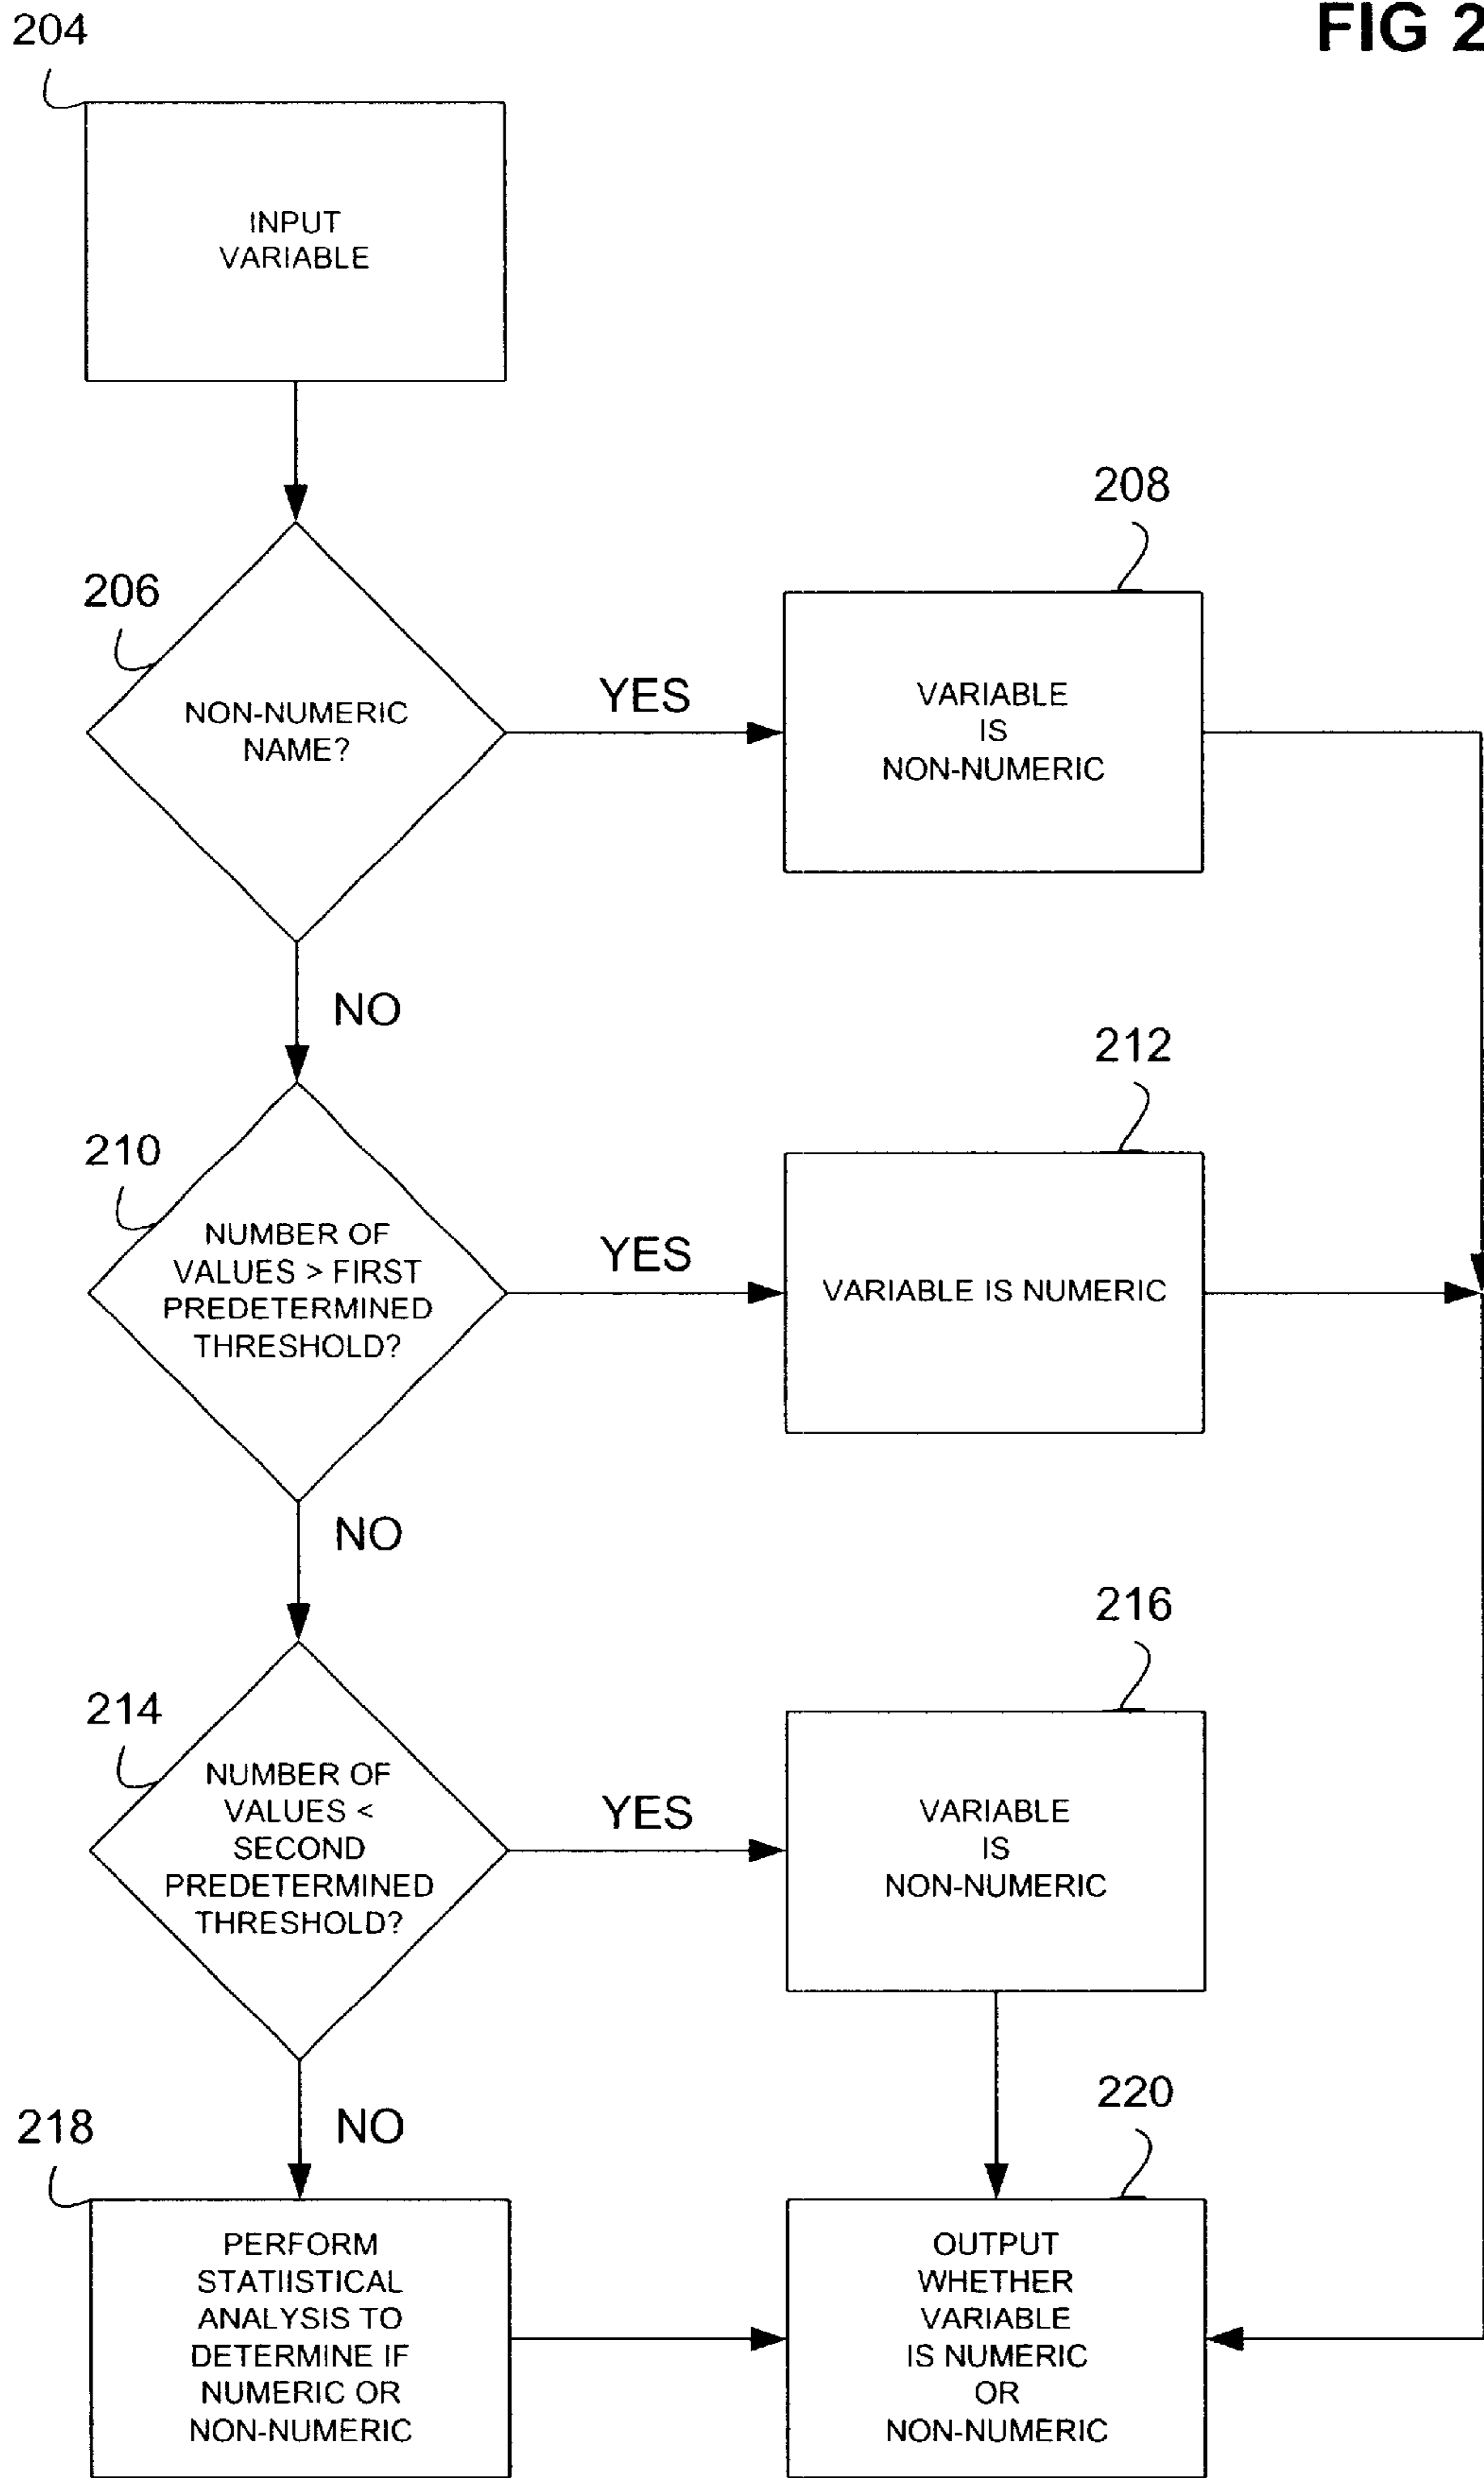 FIG 2
204
INPUT
VARIABLE
206
NON-NUMERIC
NAME?
YES
208
VARIABLE
IS
NON-NUMERIC
NO
210
NUMBER OF
VALUES > FIRST
PREDETERMINED
THRESHOLD?
YES
212
VARIABLE IS NUMERIC
NO
214
NUMBER OF
VALUES <
SECOND
PREDETERMINED
THRESHOLD?
YES
216
VARIABLE
IS
NON-NUMERIC
NO
218
PERFORM
STATIISTICAL
ANALYSIS TO
DETERMINE IF
NUMERIC OR
NON-NUMERIC
220
OUTPUT
WHETHER
VARIABLE
IS NUMERIC
OR
NON-NUMERIC